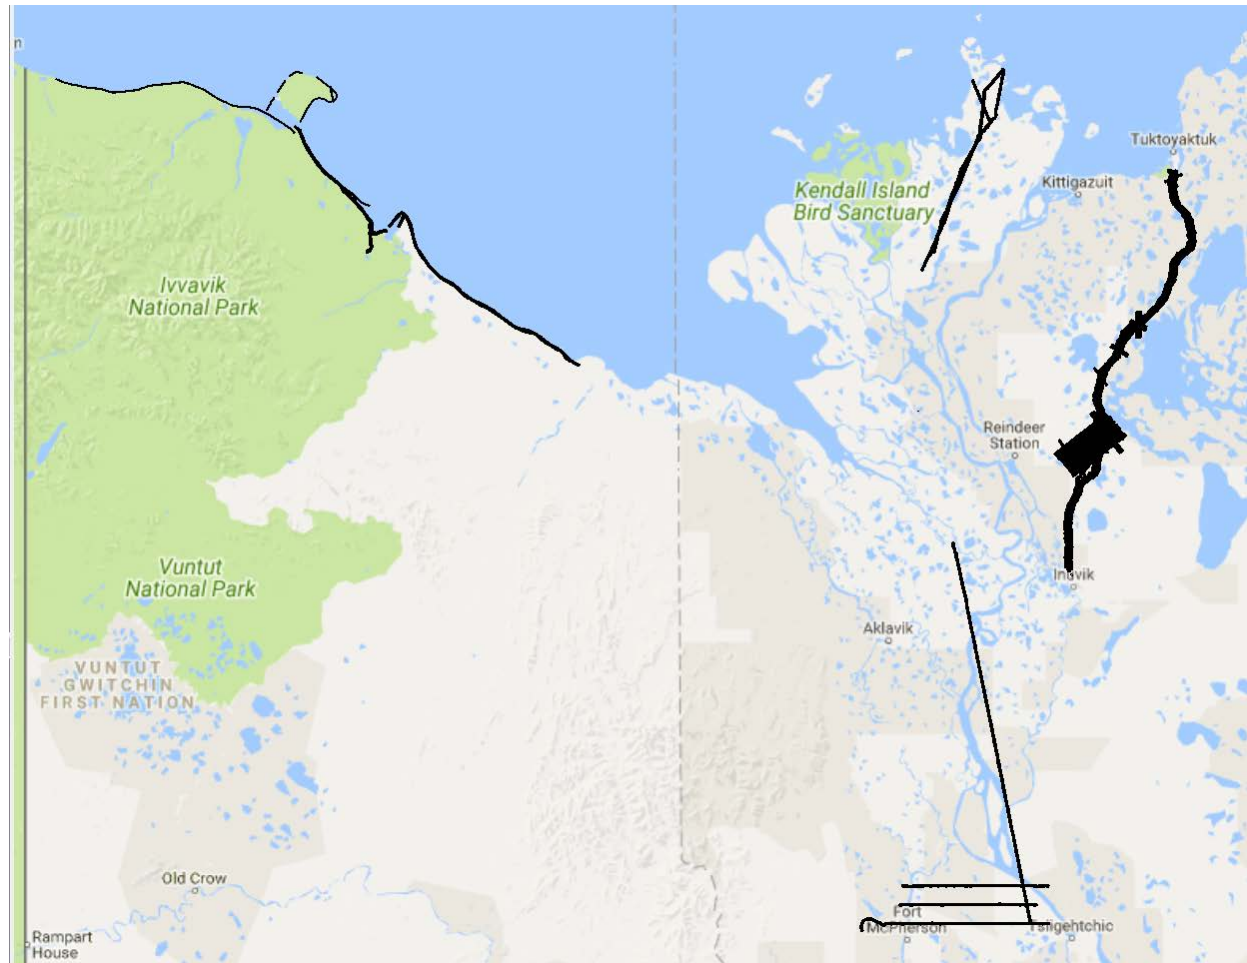 n
Tuktoyaktuk
Kittigazuit
Kendall Island
Bird Sanctuary
Ivvavik
National Park
Reindeer
Station
Vuntut
National Park
Inuvik
Aklavik
VUNTUT
GWITCHIN
FIRST NATION
Old Crow
Fort
McPherson
Tsiigehtchic
Rampart
House